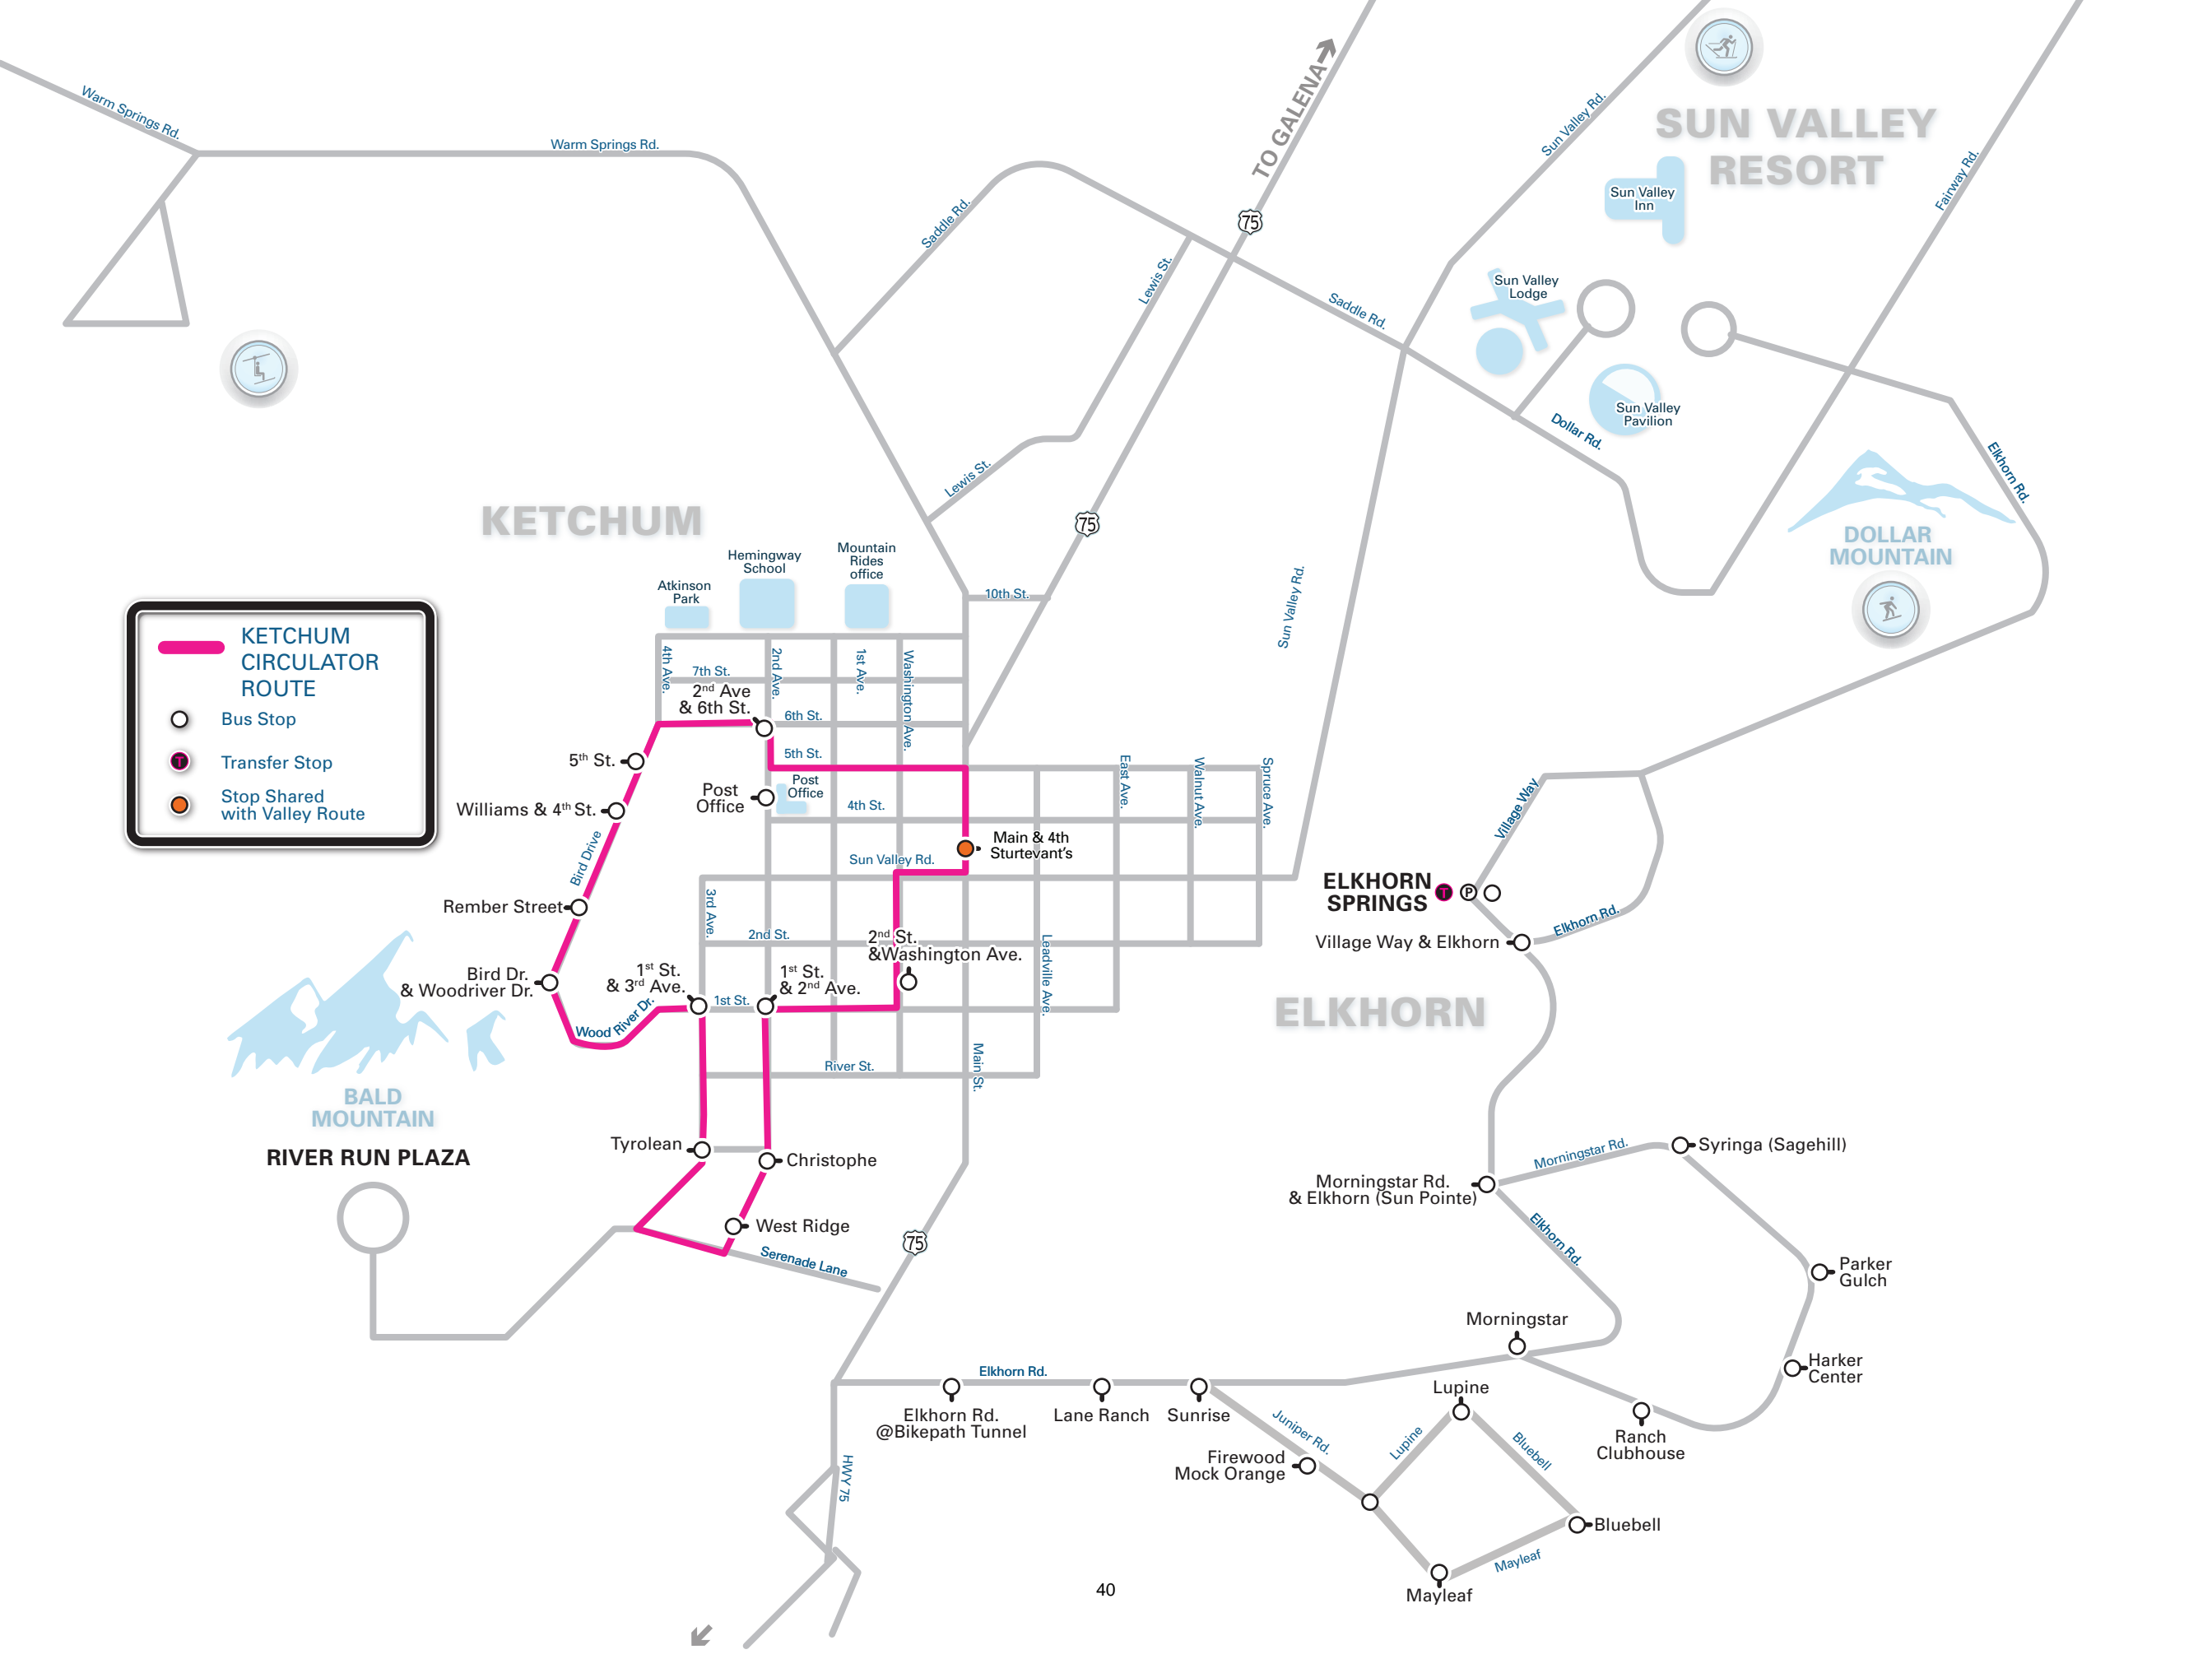 Warm Springs Rd.
Warm Springs Rd.
Saddle Rd.
TO GALENA
75
Lewis St.
Saddle Rd.
Sun Valley Rd.
SUN VALLEY
RESORT
Sun Valley
Inn
Fairway Rd.
Sun Valley
Lodge
Sun Valley
Pavilion
Dollar Rd.
Elkhorn Rd.
DOLLAR
MOUNTAIN
Lewis St.
75
KETCHUM
Sun Valley Rd.
Atkinson
Park
Hemingway
School
Mountain
Rides
office
10th St.
KETCHUM
CIRCULATOR
ROUTE
Bus Stop
T
Transfer Stop
Stop Shared
with Valley Route
4th Ave.
7th St.
2nd Ave.
1st Ave.
Washington Ave.
2nd Ave
& 6th St.
6th St.
5th St.
5th St.
Post
Office
Post
Office
4th St.
East Ave.
Walnut Ave.
Spruce Ave.
Williams & 4th St.
Bird Drive
Main & 4th
Sturtevant's
Sun Valley Rd.
Rember Street
3rd Ave.
2nd St.
2nd St.
&Washington Ave.
Leadville Ave.
Bird Dr.
& Woodriver Dr.
1st St.
& 3rd Ave.
1st St.
& 2nd Ave.
1st St.
Wood River Dr.
River St.
Main St.
Village Way
ELKHORN
SPRINGS
T
P
Village Way & Elkhorn
Elkhorn Rd.
ELKHORN
BALD
MOUNTAIN
RIVER RUN PLAZA
Tyrolean
Christophe
West Ridge
Serenade Lane
75
Morningstar Rd.
Syringa (Sagehill)
Morningstar Rd.
& Elkhorn (Sun Pointe)
Elkhorn Rd.
Parker
Gulch
Morningstar
Harker
Center
Elkhorn Rd.
Elkhorn Rd.
@Bikepath Tunnel
Lane Ranch
Sunrise
Juniper Rd.
Lupine
Lupine
Bluebell
Ranch
Clubhouse
Firewood
Mock Orange
HWY 75
Bluebell
Mayleaf
Mayleaf
40